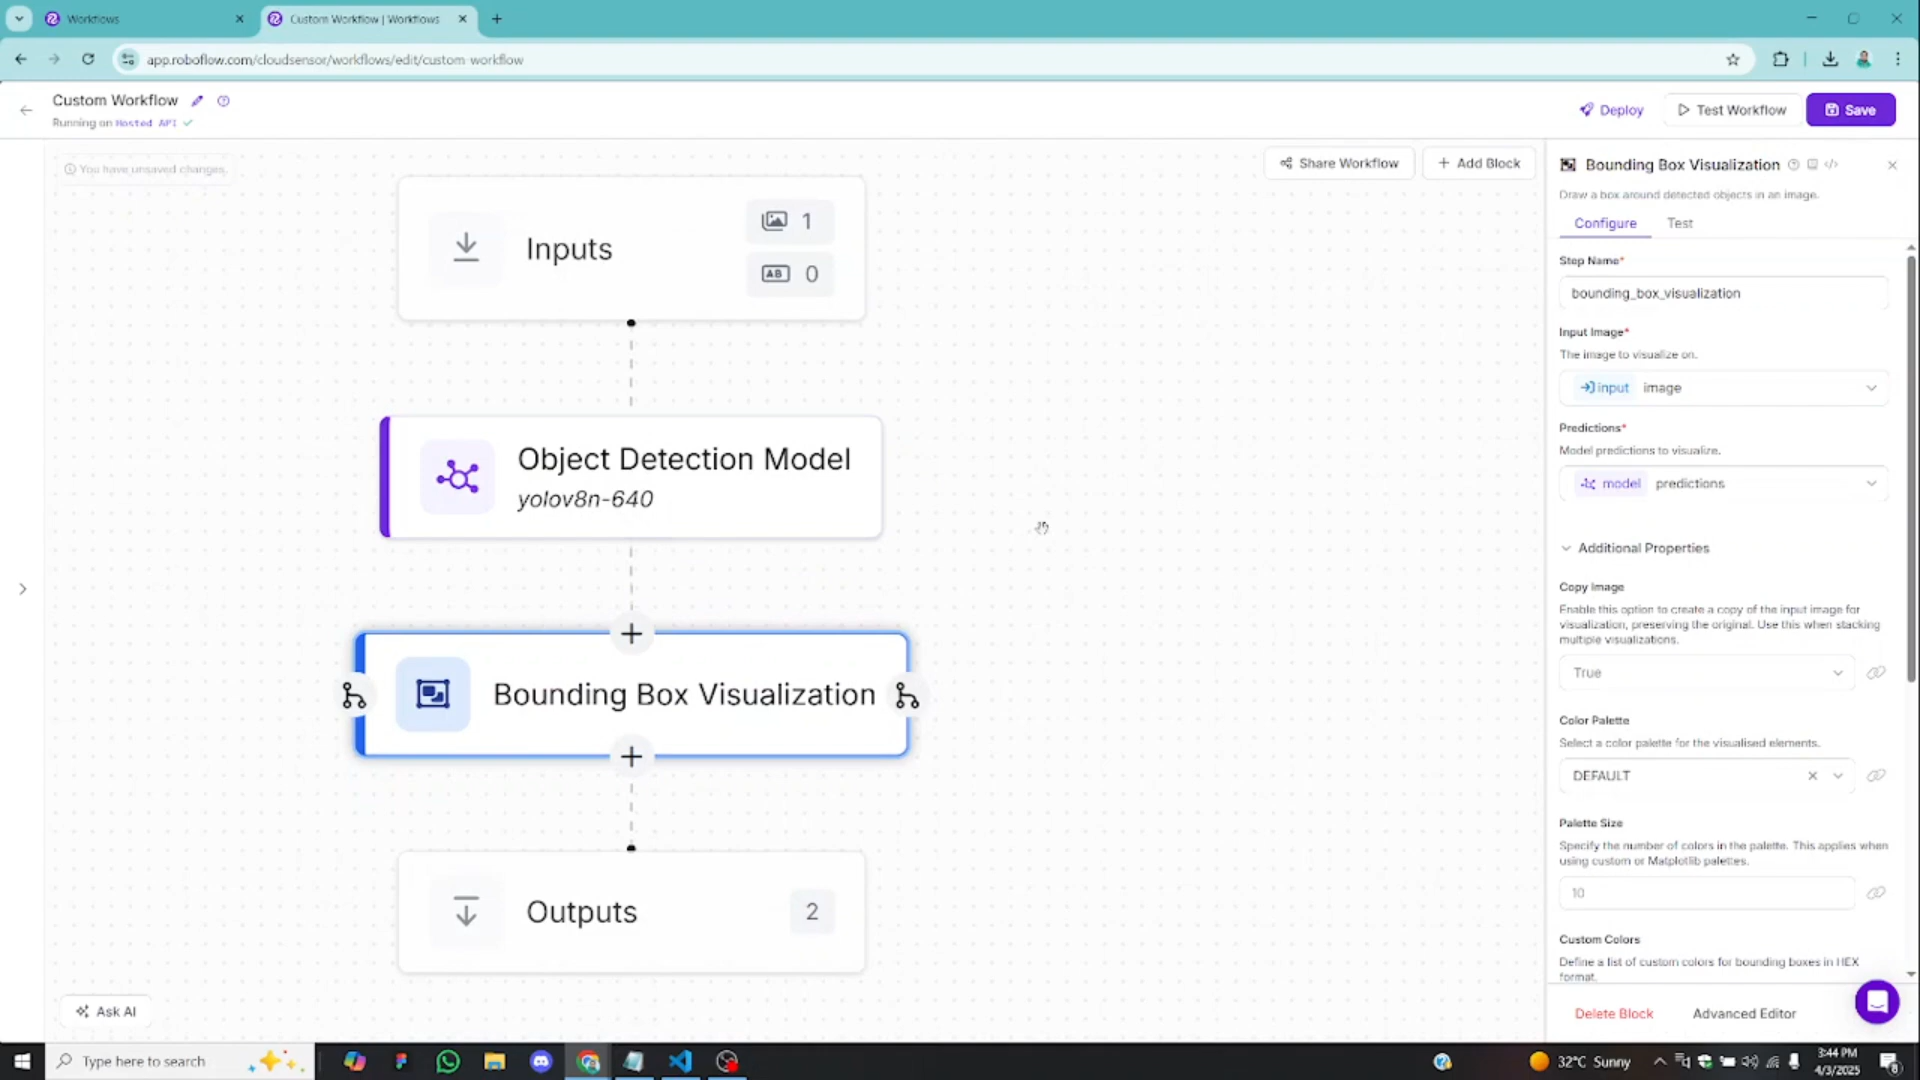 Workflows
Custom Workflow | Workflows
app.roboflow.com/cloudsensor/workflows/edit/custom-workflow
Custom Workflow
Running on Hosted API
Deploy
Test Workflow
Save
You have unsaved changes.
Share Workflow
Add Block
Inputs
1
AB 0
Object Detection Model
yolov8n-640
Bounding Box Visualization
Outputs
2
Ask AI
Bounding Box Visualization
Draw a box around detected objects in an image.
Configure
Test
Step Name*
bounding_box_visualization
Input Image*
The image to visualize on.
input image
Predictions*
Model predictions to visualize.
model predictions
Additional Properties
Copy Image
Enable this option to create a copy of the input image for
visualization, preserving the original. Use this when stacking
multiple visualizations.
True
Color Palette
Select a color palette for the visualised elements.
DEFAULT
Palette Size
Specify the number of colors in the palette. This applies when
using custom or Matplotlib palettes.
10
Custom Colors
Define a list of custom colors for bounding boxes in HEX
format.
Delete Block
Advanced Editor
Type here to search
32°C Sunny
3:44 PM
4/3/2025
8